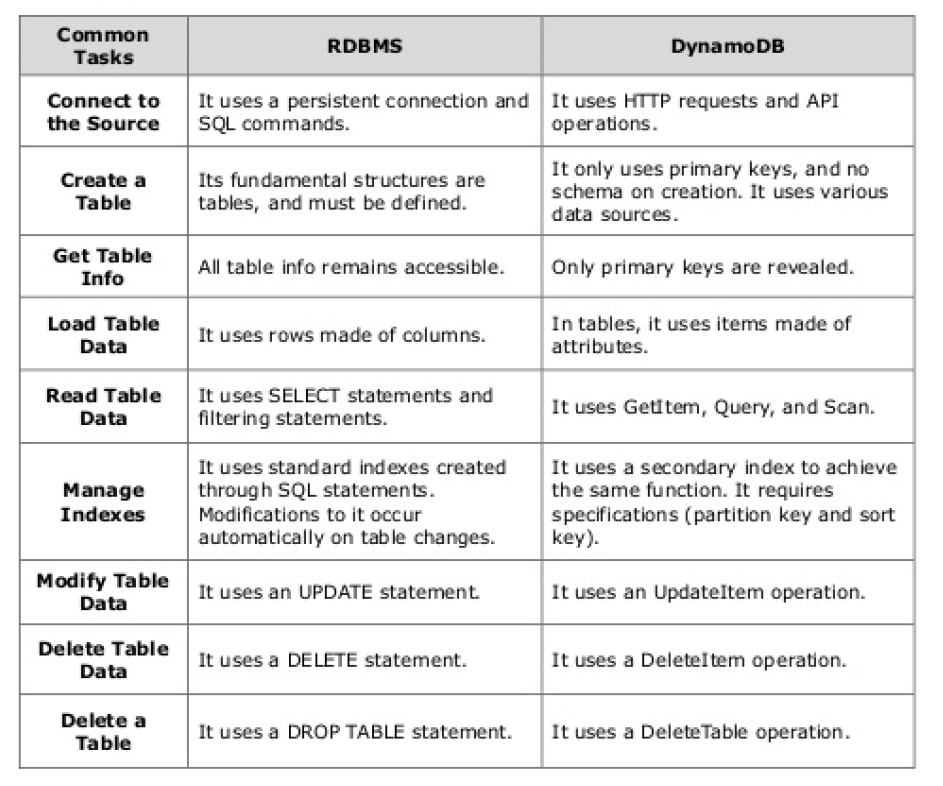 Common
Tasks
RDBMS
DynamoDB
Connect to
the Source
It uses a persistent connection and
SQL commands.
It uses HTTP requests and API
operations.
Create a
Table
Its fundamental structures are
tables, and must be defined.
It only uses primary keys, and no
schema on creation. It uses various
data sources.
Get Table
Info
All table info remains accessible.
Only primary keys are revealed.
Load Table
Data
It uses rows made of columns.
In tables, it uses items made of
attributes.
Read Table
Data
It uses SELECT statements and
filtering statements.
It uses GetItem, Query, and Scan.
Manage
Indexes
It uses standard indexes created
through SQL statements.
Modifications to it occur
automatically on table changes.
It uses a secondary index to achieve
the same function. It requires
specifications (partition key and sort
key).
Modify Table
Data
It uses an UPDATE statement.
It uses an UpdateItem operation.
Delete Table
Data
It uses a DELETE statement.
It uses a DeleteItem operation.
Delete a
Table
It uses a DROP TABLE statement.
It uses a DeleteTable operation.